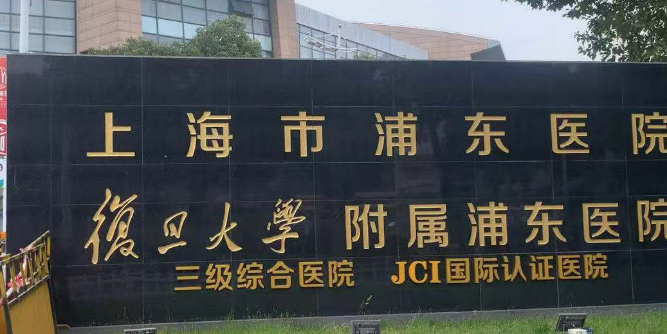 上海市浦东医院
復旦大學 附属浦东医院
三级综合医院 JCI国际认证医院